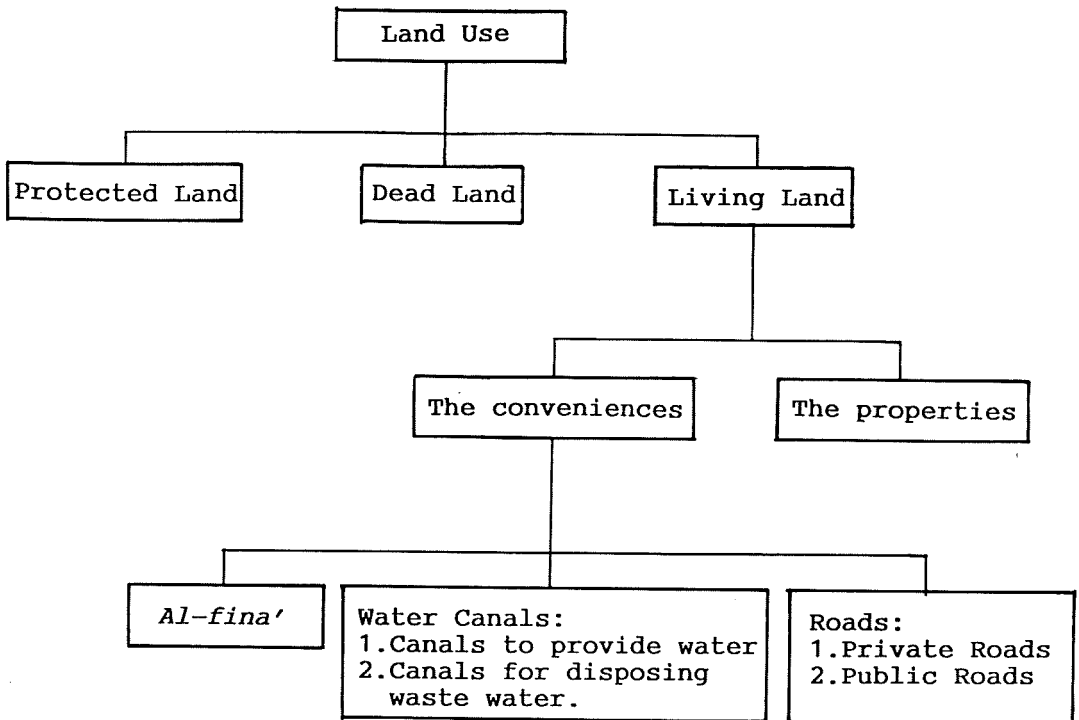 Land Use
Protected Land
Dead Land
Living Land
The conveniences
The properties
Al-fina'
Water Canals:
1.Canals to provide water
2.Canals for disposing
waste water.
Roads:
1.Private Roads
2.Public Roads